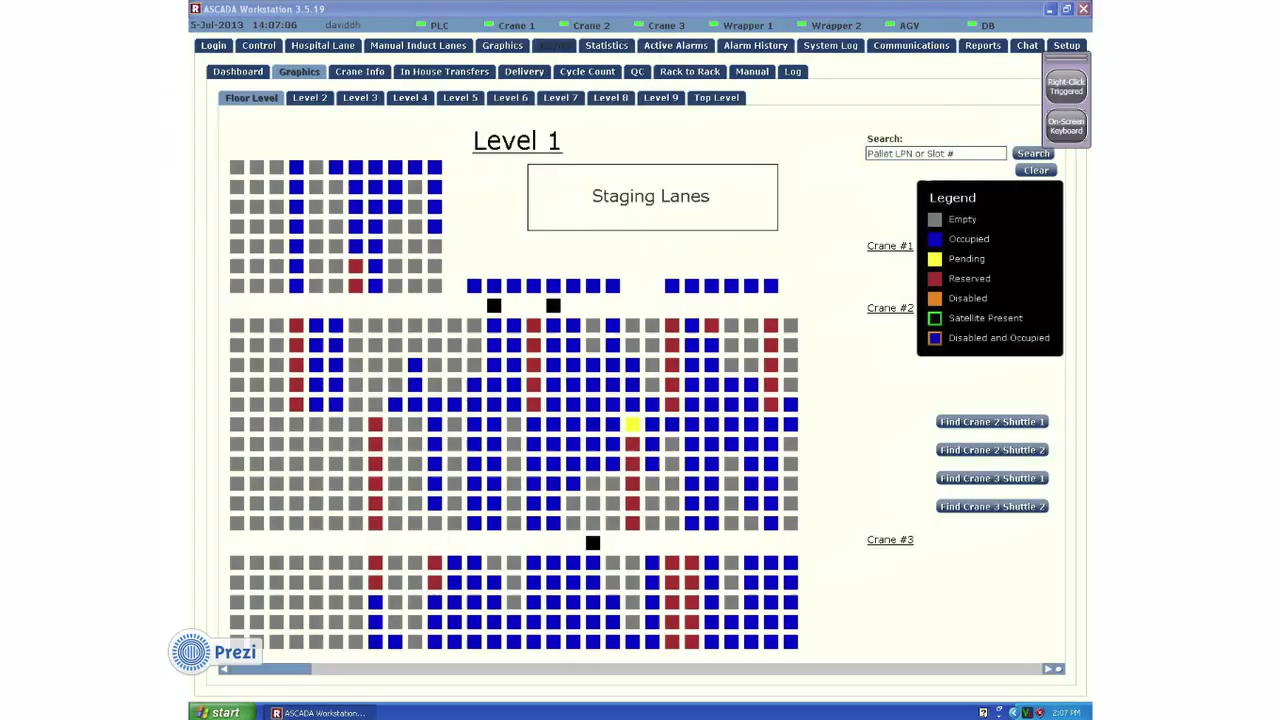 ASCADA Workstation 3.5.19
5-Jul-2013 14:07:06 daviddh PLC Crane 1 Crane 2 Crane 3 Wrapper 1 Wrapper 2 AGV DB
Login Control Hospital Lane Manual Induct Lanes Graphics Statistics Active Alarms Alarm History System Log Communications Reports Chat Setup
Dashboard Graphics Crane Info In House Transfers Delivery Cycle Count QC Rack to Rack Manual Log
Right-Click
Triggered
On-Screen
Keyboard
Floor Level Level 2 Level 3 Level 4 Level 5 Level 6 Level 7 Level 8 Level 9 Top Level
Level 1
Staging Lanes
Search:
Pallet LPN or Slot # Search
Clear
Legend
Empty
Occupied
Pending
Reserved
Disabled
Satellite Present
Disabled and Occupied
Crane #1
Crane #2
Find Crane 2 Shuttle 1
Find Crane 2 Shuttle 2
Find Crane 3 Shuttle 1
Find Crane 3 Shuttle 2
Crane #3
Prezi
start ASCADA Workstation... 2:07 PM